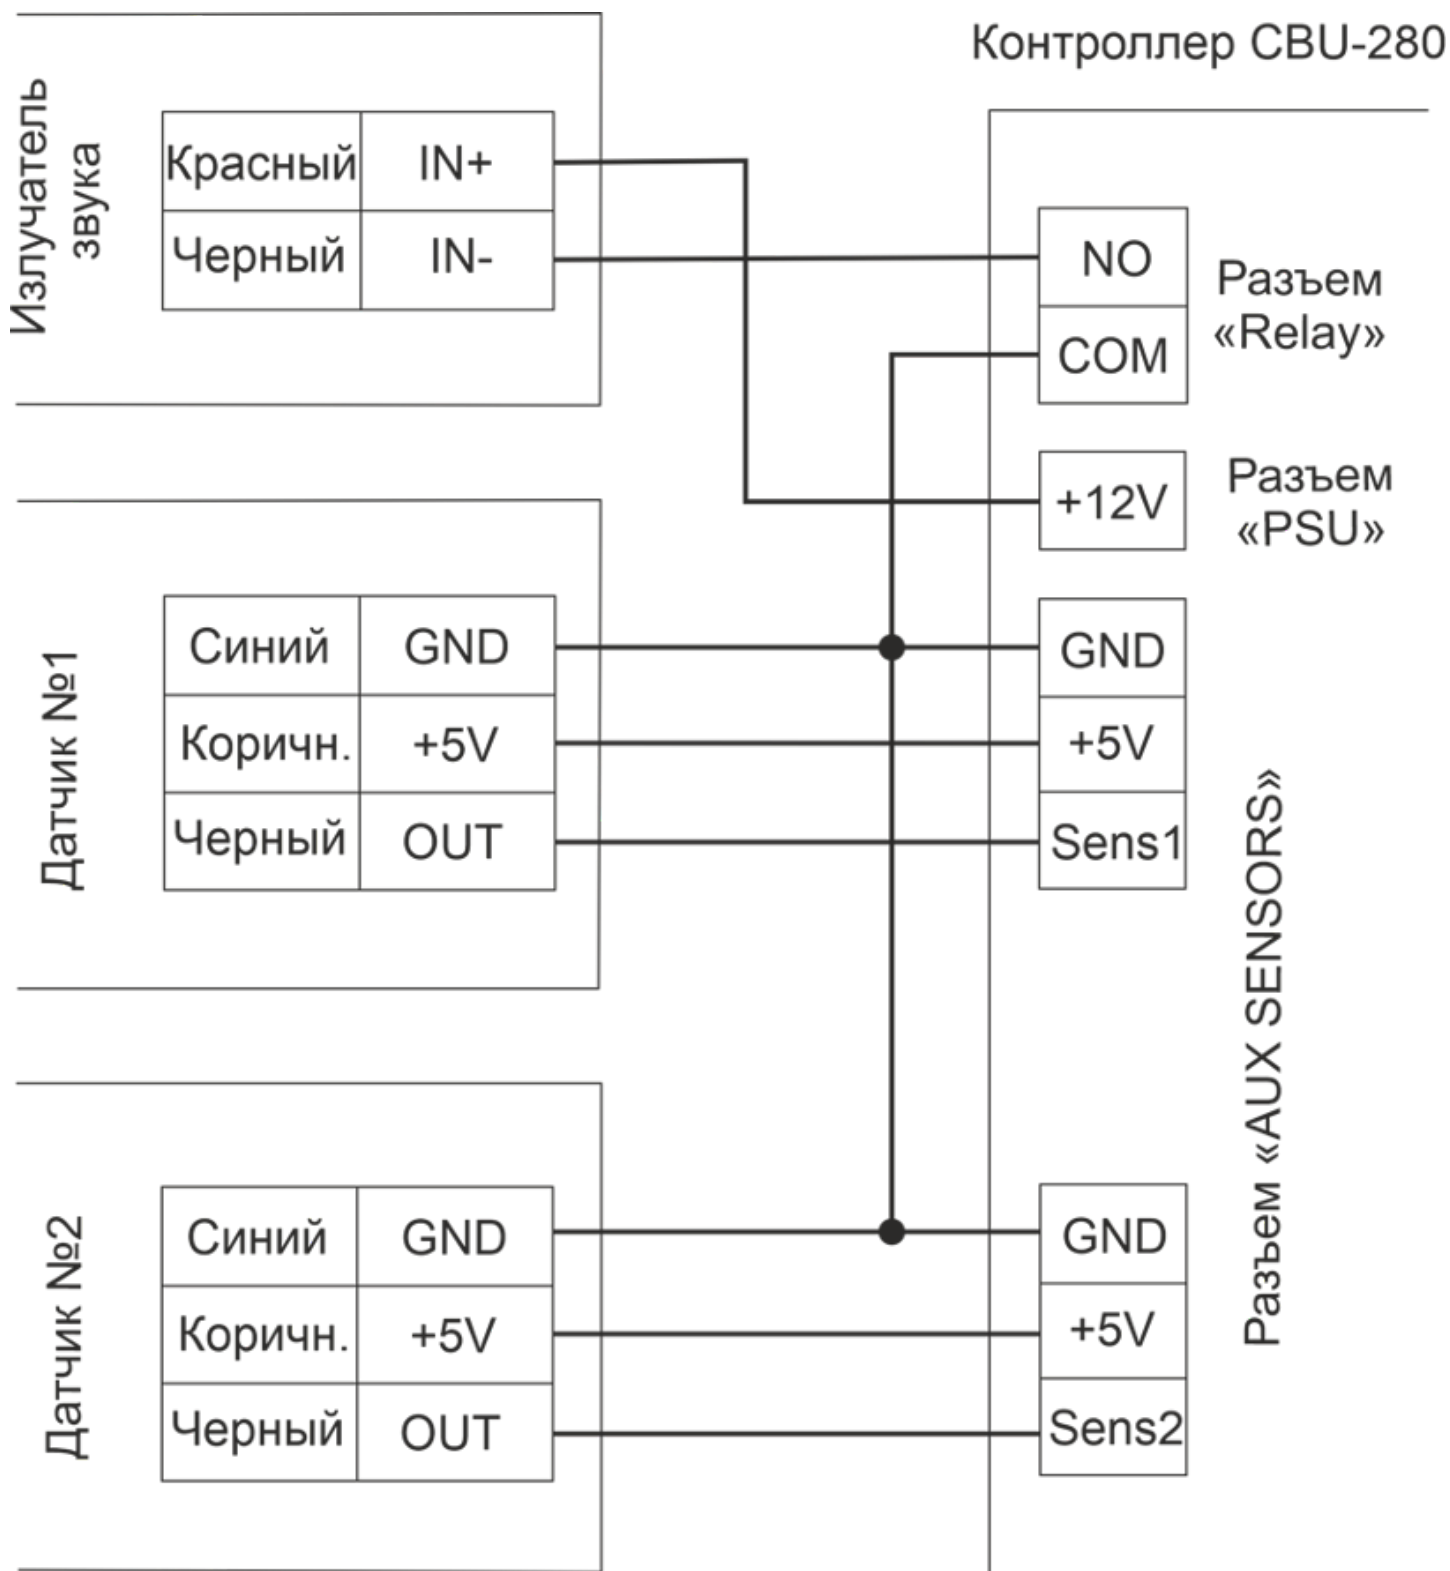 Контроллер CBU-280
Излучатель
звука
Красный IN+
Черный IN-
NO
COM
Разъем
«Relay»
+12V
Разъем
«PSU»
Датчик №1
Синий GND
Коричн. +5V
Черный OUT
GND
+5V
Sens1
Разъем «AUX SENSORS»
Датчик №2
Синий GND
Коричн. +5V
Черный OUT
GND
+5V
Sens2